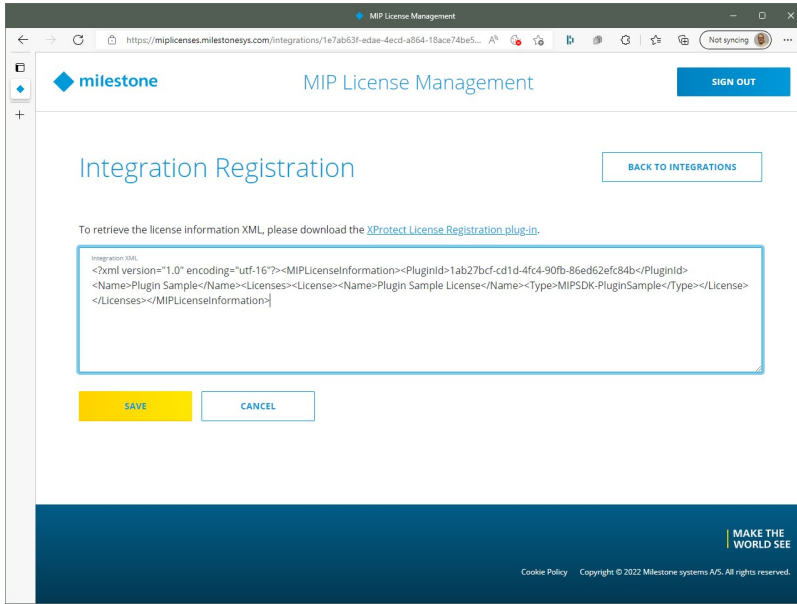 MIP License Management
https://miplicenses.milestonesys.com/integrations/1e7ab63f-edae-4ecd-a864-18ace74be5...
Not syncing
milestone
MIP License Management
SIGN OUT
Integration Registration
BACK TO INTEGRATIONS
To retrieve the license information XML, please download the XProtect License Registration plug-in.
Integration XML
<?xml version="1.0" encoding="utf-16"?><MIPLicenseInformation><PluginId>1ab27bcf-cd1d-4fc4-90fb-86ed62efc84b</PluginId>
<Name>Plugin Sample</Name><Licenses><License><Name>Plugin Sample License</Name><Type>MIPSDK-PluginSample</Type></License>
</Licenses></MIPLicenseInformation>
SAVE
CANCEL
MAKE THE
WORLD SEE
Cookie Policy Copyright © 2022 Milestone systems A/S. All rights reserved.